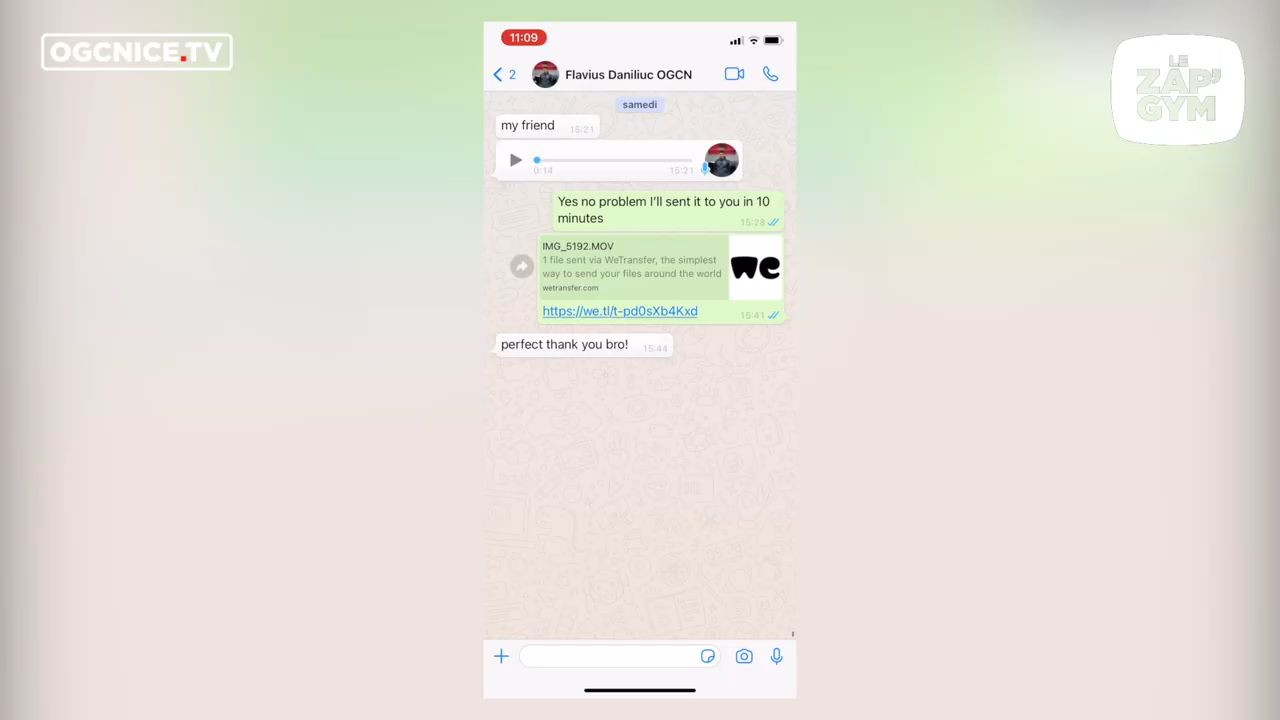 OGCNICE.TV
LE
ZAP'
GYM
11:09
2
Flavius Daniliuc OGCN
samedi
my friend 15:21
0:14 15:21
Yes no problem I'll sent it to you in 10
minutes 15:28
IMG_5192.MOV
1 file sent via WeTransfer, the simplest
way to send your files around the world
wetransfer.com
we
https://we.tl/t-pd0sXb4Kxd 15:41
perfect thank you bro! 15:44